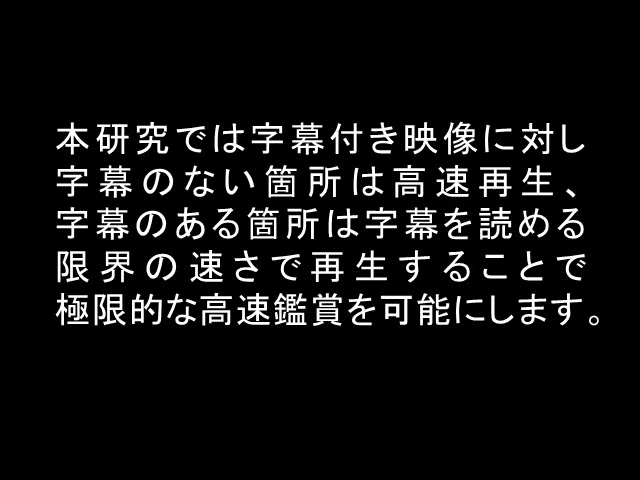 本研究では字幕付き映像に対し
字幕のない箇所は高速再生、
字幕のある箇所は字幕を読める
限界の速さで再生することで
極限的な高速鑑賞を可能にします。